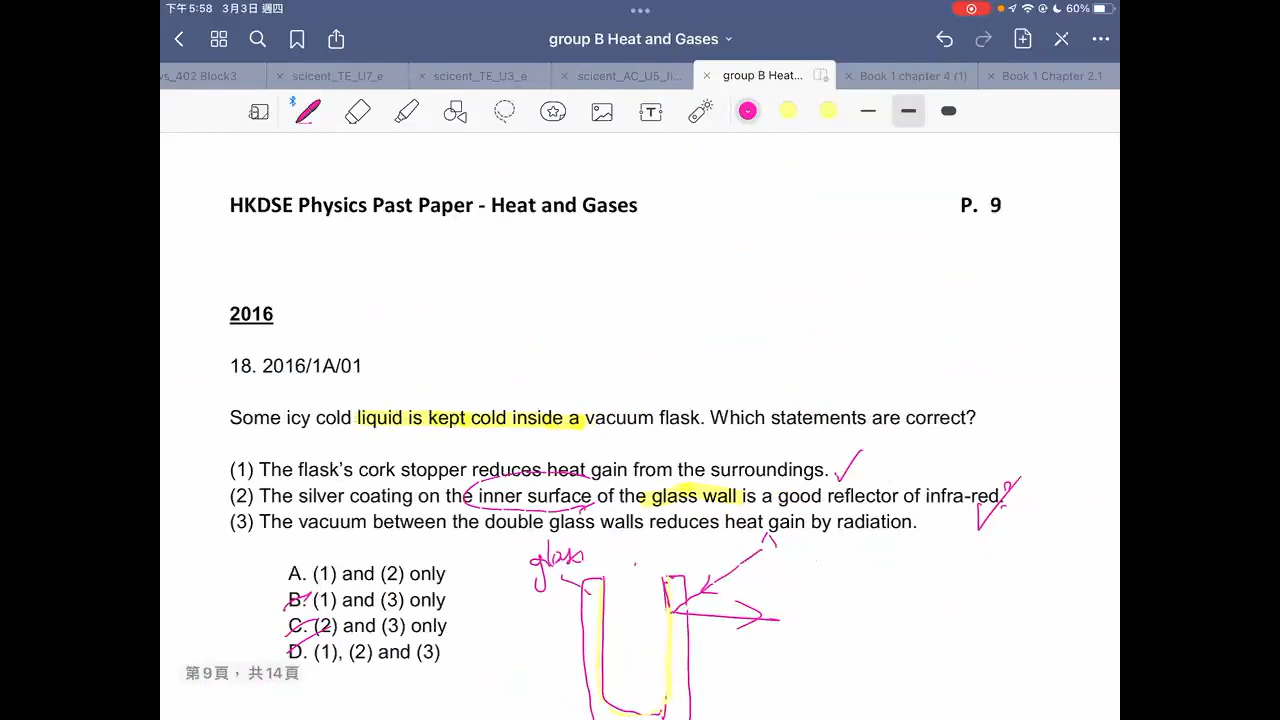 下午5:58 3月3日 週四
60%
group B Heat and Gases
vs_402 Block3
scicent_TE_U7_e
scicent_TE_U3_e
scicent_AC_U5_li...
group B Heat...
Book 1 chapter 4 (1)
Book 1 Chapter 2.1
HKDSE Physics Past Paper - Heat and Gases P. 9
2016
18. 2016/1A/01
Some icy cold liquid is kept cold inside a vacuum flask. Which statements are correct?
(1) The flask's cork stopper reduces heat gain from the surroundings.
(2) The silver coating on the inner surface of the glass wall is a good reflector of infra-red.
(3) The vacuum between the double glass walls reduces heat gain by radiation.
glass
A. (1) and (2) only
B. (1) and (3) only
C. (2) and (3) only
D. (1), (2) and (3)
第9頁，共14頁